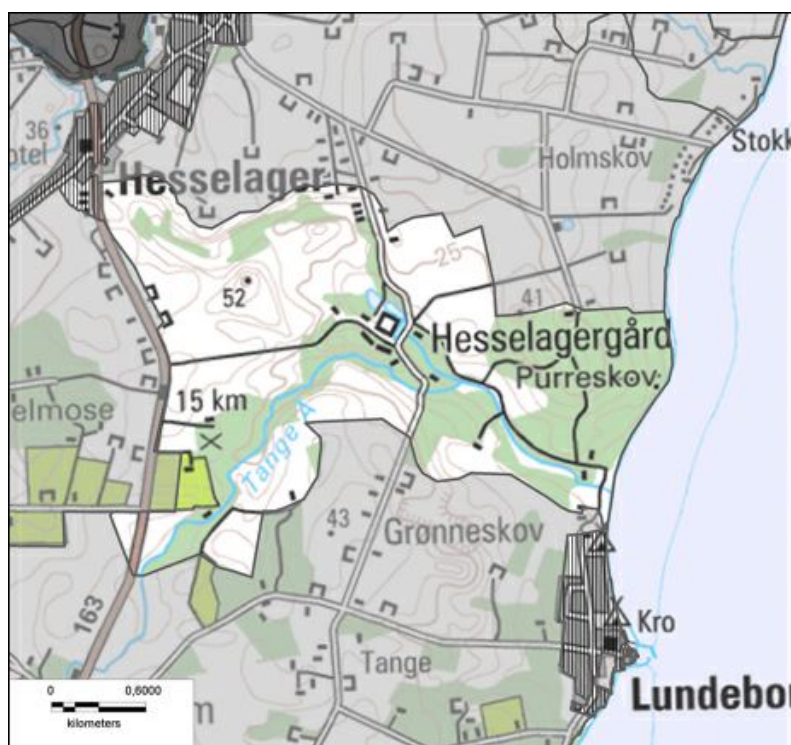 36
otel
Hesselager
Holmskov
Stokk
25
52
41
Hesselagergård
Purreskov
elmose
15 km
Tange Å
43
Grønneskov
163
Kro
Tange
Lundebor
m
0 0,6000
kilometers